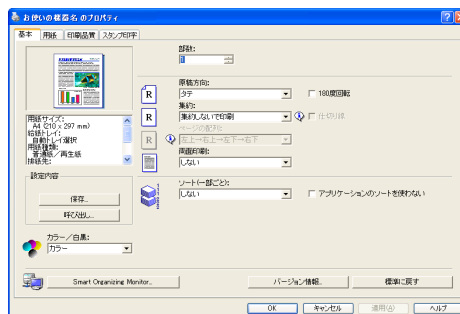 お使いの機器名 のプロパティ
基本 用紙 印刷品質 スタンプ印字
部数:
1
原稿方向:
タテ
180度回転
集約:
集約しないで印刷
仕切り線
ページの配列:
左上→右上→左下→右下
両面印刷:
しない
ソート(一部ごと):
しない
アプリケーションのソートを使わない
用紙サイズ:
A4 (210 x 297 mm)
給紙トレイ:
自動トレイ選択
用紙種類:
普通紙/再生紙
排紙先:
設定内容
保存...
呼び出し...
カラー/白黒:
カラー
Smart Organizing Monitor...
バージョン情報...
標準に戻す
OK キャンセル 適用(A) ヘルプ